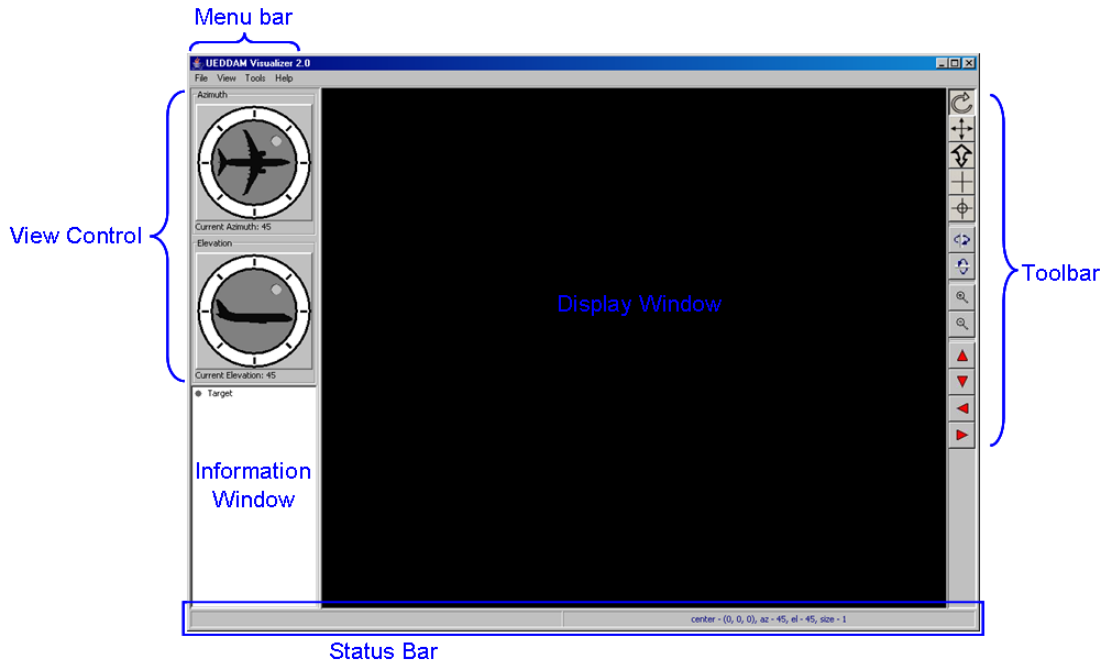 Menu bar
UEDDAM Visualizer 2.0
File View Tools Help
Azimuth
Current Azimuth: 45
View Control
Elevation
Current Elevation: 45
Display Window
Toolbar
Target
Information
Window
center - (0, 0, 0), az - 45, el - 45, size - 1
Status Bar